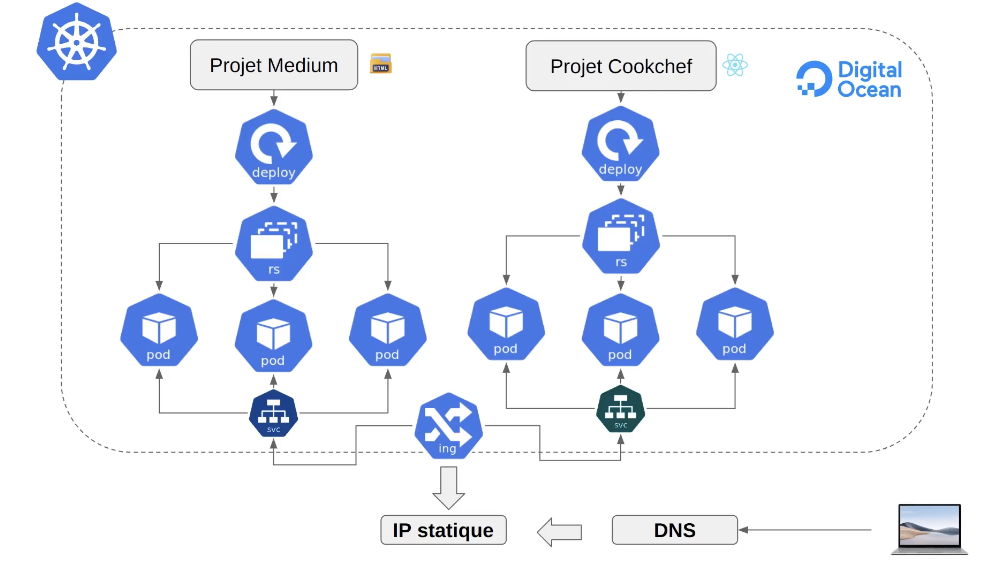 Projet Medium
HTML
Projet Cookchef
Digital
Ocean
deploy
deploy
rs
rs
pod
pod
pod
pod
pod
pod
svc
ing
svc
IP statique
DNS